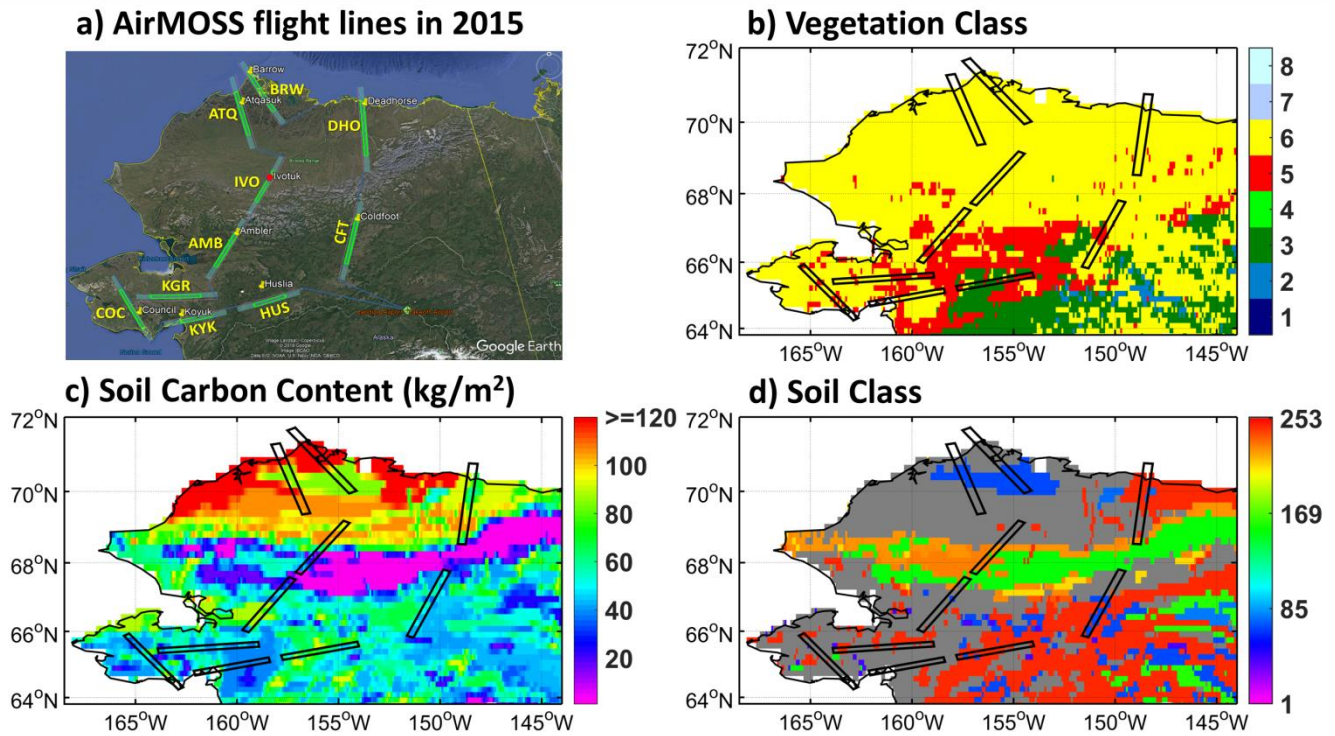 a) AirMOSS flight lines in 2015
Barrow
BRW
ATQ
Atqasuk
Deadhorse
DHO
Brooks Range
IVO
Ivotuk
Coldfoot
Ambler
CFT
AMB
KGR
Huslia
COC
Council
Koyuk
KYK
HUS
Alaska
Google Earth
b) Vegetation Class
72°N
70°N
68°N
66°N
64°N
165°W 160°W 155°W 150°W 145°W
8
7
6
5
4
3
2
1
c) Soil Carbon Content (kg/m²)
72°N
70°N
68°N
66°N
64°N
165°W 160°W 155°W 150°W 145°W
>=120
100
80
60
40
20
d) Soil Class
72°N
70°N
68°N
66°N
64°N
165°W 160°W 155°W 150°W 145°W
253
169
85
1